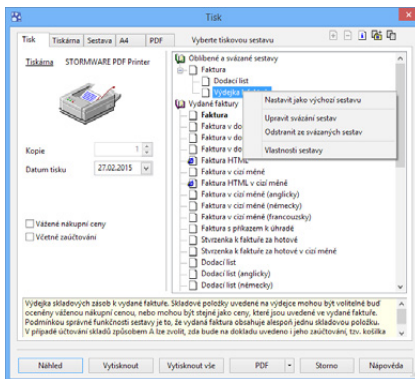 Tisk
Tisk Tiskárna Sestava A4 PDF Vyberte tiskovou sestavu
Tiskárna STORMWARE PDF Printer
Kopie 1
Datum tisku 27.02.2015
Vážené nákupní ceny
Včetně zaúčtování
Oblíbené a svázané sestavy
Faktura
Dodací list
Výdejka
Vydané faktury
Faktura
Faktura v do
Faktura v do
Faktura v do
Faktura HTML
Faktura v cizí měně
Faktura HTML v cizí měně
Faktura v cizí měně (anglicky)
Faktura v cizí měně (německy)
Faktura v cizí měně (francouzsky)
Faktura s příkazem k úhradě
Stvrzenka k faktuře za hotové
Stvrzenka k faktuře za hotové v cizí měně
Dodací list
Dodací list (anglicky)
Dodací list (německy)
Nastavit jako výchozí sestavu
Upravit svázání sestav
Odstranit ze svázaných sestav
Vlastnosti sestavy
Výdejka skladových zásob k vydané faktuře. Skladové položky uvedené na výdejce mohou být volitelně buď
oceněny váženou nákupní cenou, nebo mohou být stejné jako ceny, které jsou uvedené ve vydané faktuře.
Podmínkou správné funkčnosti sestavy je to, že vydaná faktura obsahuje alespoň jednu skladovou položku.
V případě účtování skladů způsobem A lze zvolit, zda bude na dokladu uvedeno i jeho zaúčtování, tzv. košilka
Náhled Vytisknout Vytisknout vše PDF Storno Nápověda